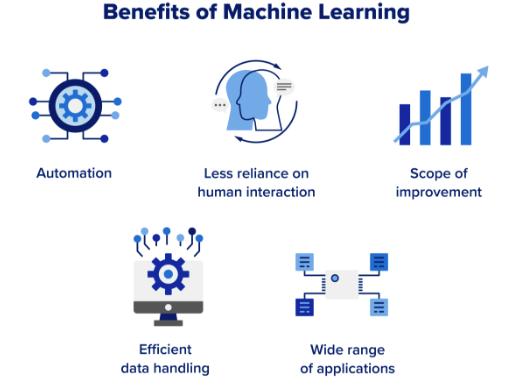 Benefits of Machine Learning
Automation
Less reliance on
human interaction
Scope of
improvement
Efficient
data handling
Wide range
of applications